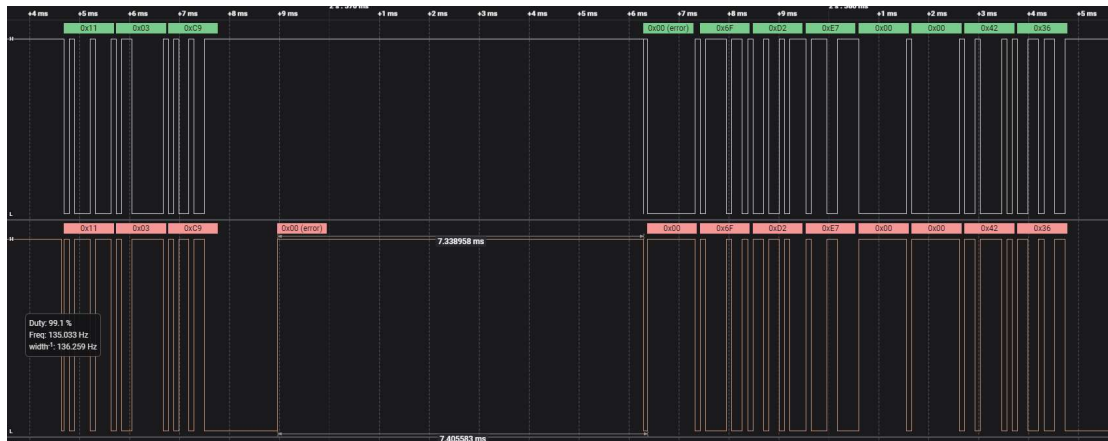 +4 ms +5 ms +6 ms +7 ms +8 ms +9 ms +1 ms +2 ms +3 ms +4 ms +5 ms +6 ms +7 ms +8 ms +9 ms +1 ms +2 ms +3 ms +4 ms +5 ms
0x11 0x03 0xC9 0x00 (error) 0x6F 0xD2 0xE7 0x00 0x00 0x42 0x36
H
L
0x11 0x03 0xC9 0x00 (error) 0x00 0x6F 0xD2 0xE7 0x00 0x00 0x42 0x36
H
7.338958 ms
Duty: 99.1 %
Freq: 135.033 Hz
width-1: 136.259 Hz
L
7.405583 ms